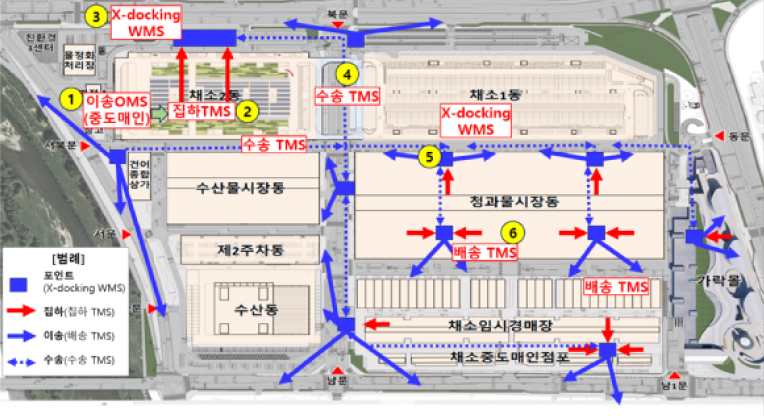 3
X-docking
WMS
북문
친환경
1센터
물정화
처리장
채소2동
4
수송 TMS
채소1동
1
이송OMS
(중도매인)
집하TMS
2
X-docking
WMS
동문
서북문
수송 TMS
5
건어
종합
상가
수산물시장동
청과물시장동
서문
제2주차동
6
배송 TMS
[범례]
포인트
(X-docking WMS)
집하(집하 TMS)
이송(배송 TMS)
수송(수송 TMS)
수산동
배송 TMS
가락몰
채소임시경매장
채소중도매인점포
남문
남1문